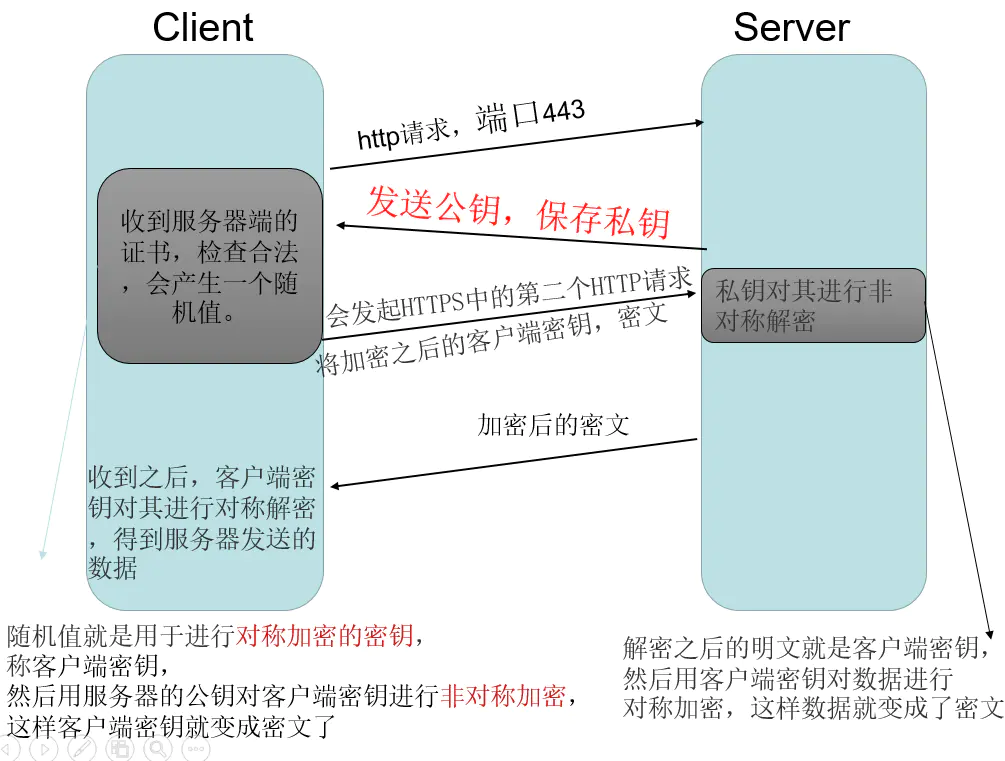 Client
Server
http请求，端口443
发送公钥，保存私钥
收到服务器端的
证书，检查合法
，会产生一个随
机值。
会发起HTTPS中的第二个HTTP请求
将加密之后的客户端密钥，密文
私钥对其进行非
对称解密
加密后的密文
收到之后，客户端密
钥对其进行对称解密
，得到服务器发送的
数据
随机值就是用于进行对称加密的密钥，
称客户端密钥，
然后用服务器的公钥对客户端密钥进行非对称加密，
这样客户端密钥就变成密文了
解密之后的明文就是客户端密钥，
然后用客户端密钥对数据进行
对称加密，这样数据就变成了密文